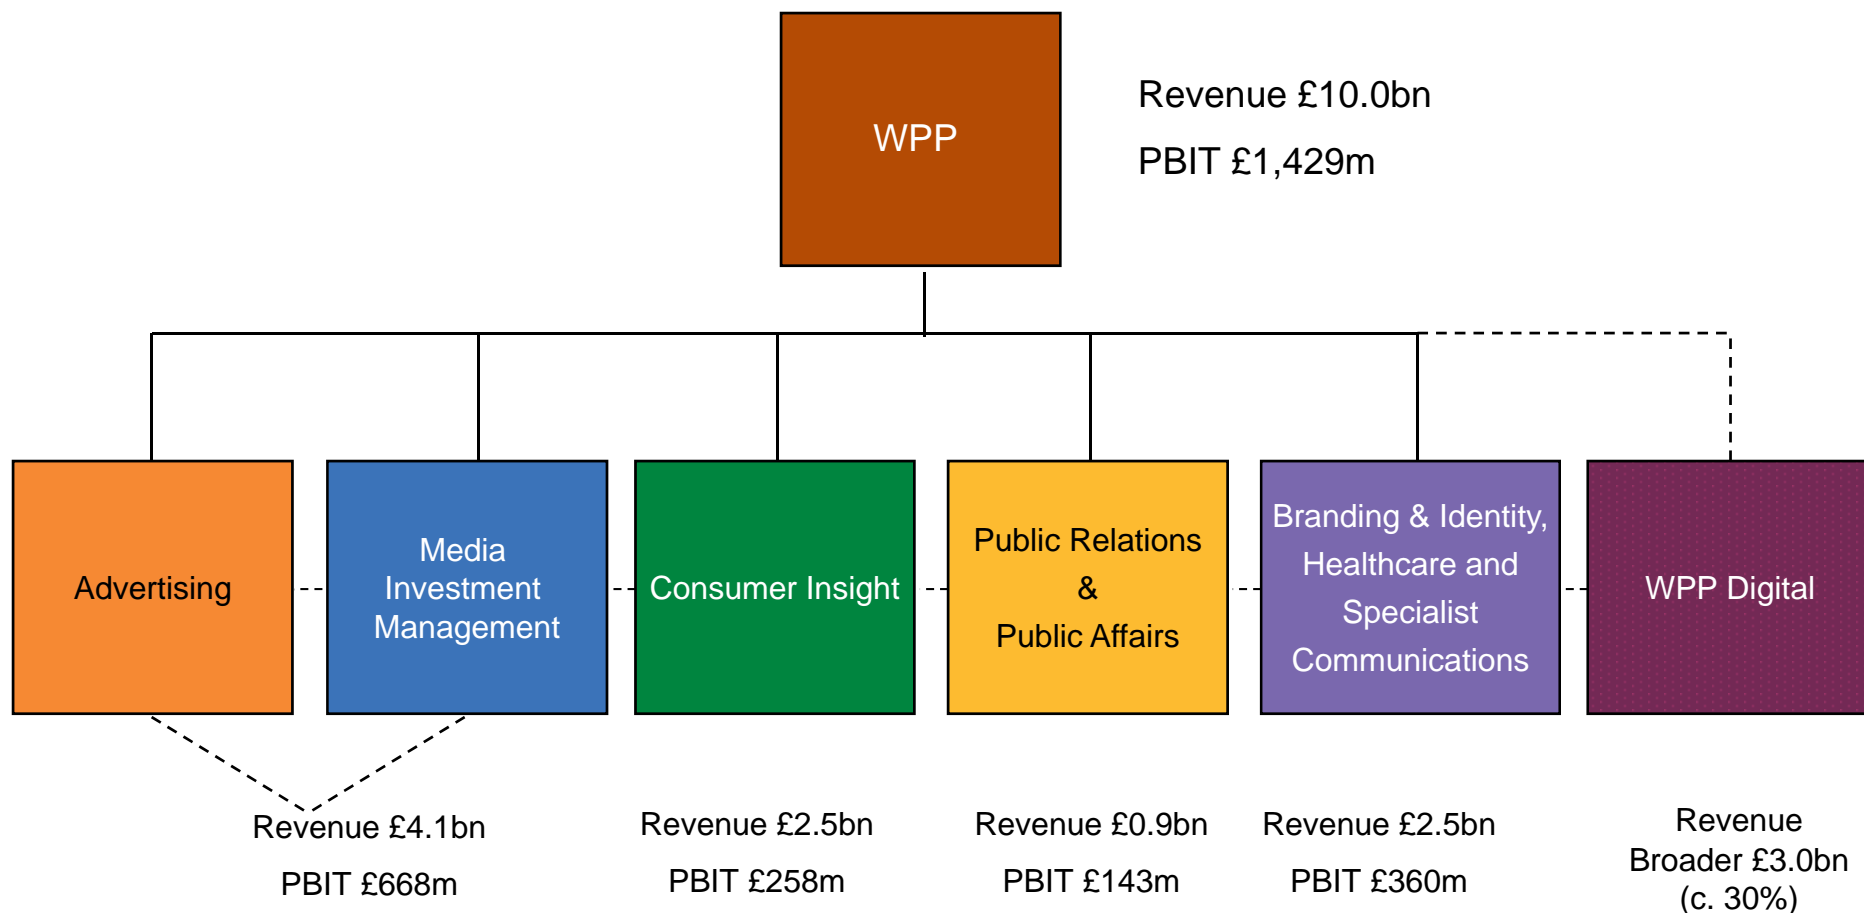 WPP
Revenue £10.0bn
PBIT £1,429m
Advertising
Media
Investment
Management
Consumer Insight
Public Relations
&
Public Affairs
Branding & Identity,
Healthcare and
Specialist
Communications
WPP Digital
Revenue £4.1bn
PBIT £668m
Revenue £2.5bn
PBIT £258m
Revenue £0.9bn
PBIT £143m
Revenue £2.5bn
PBIT £360m
Revenue
Broader £3.0bn
(c. 30%)